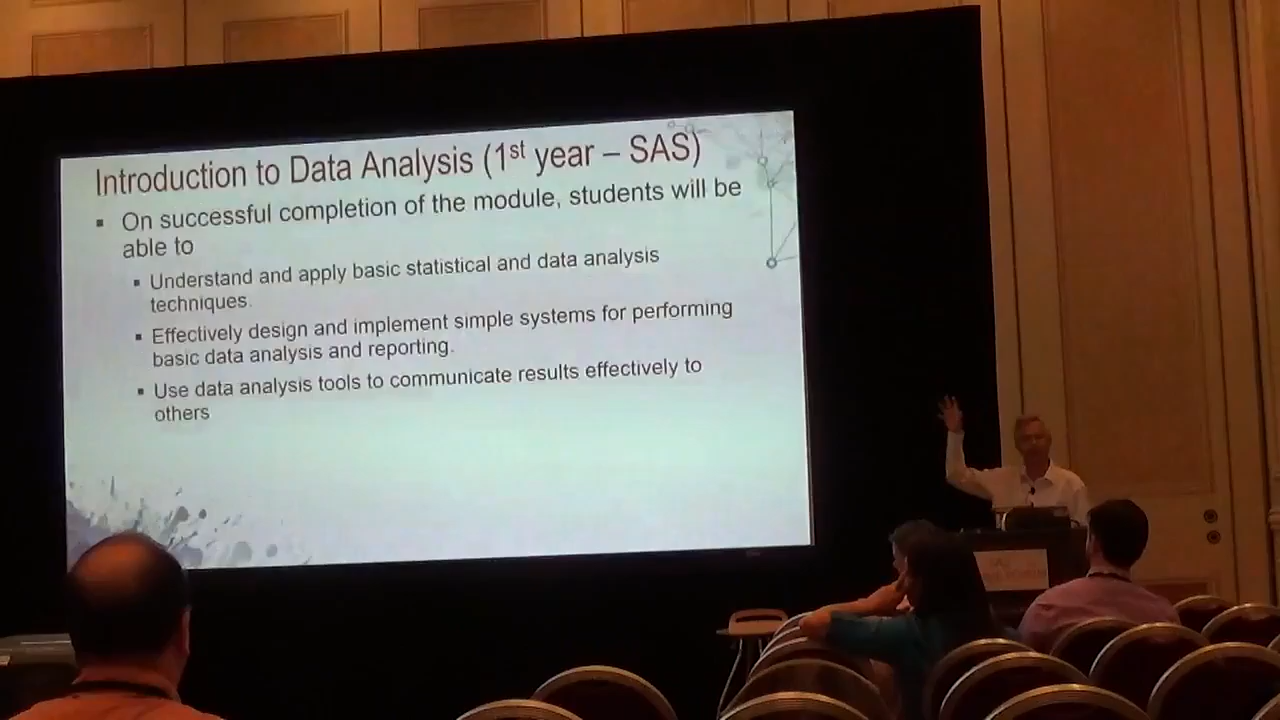 Introduction to Data Analysis (1st year – SAS)
▪ On successful completion of the module, students will be
able to
▪ Understand and apply basic statistical and data analysis
techniques.
▪ Effectively design and implement simple systems for performing
basic data analysis and reporting.
▪ Use data analysis tools to communicate results effectively to
others